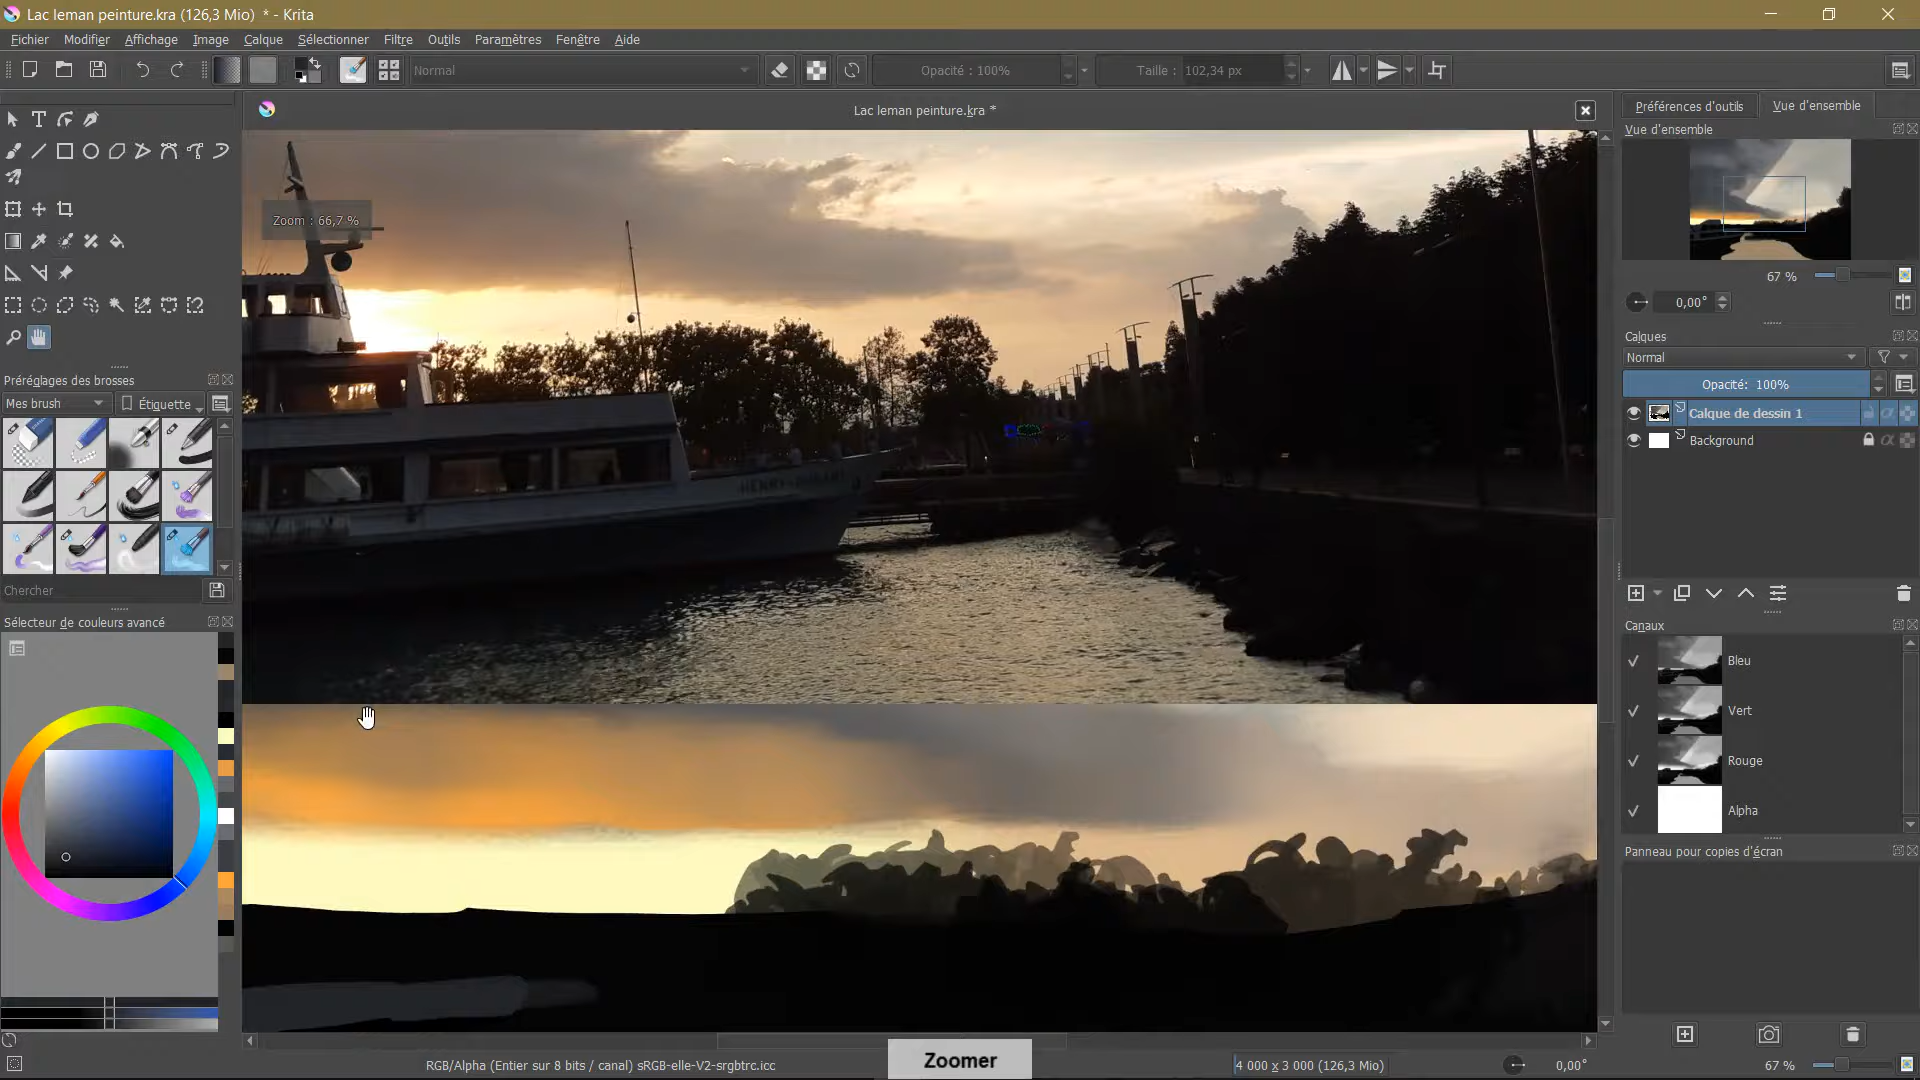 Lac leman peinture.kra (126,3 Mio) * - Krita
Fichier Modifier Affichage Image Calque Sélectionner Filtre Outils Paramètres Fenêtre Aide
Normal
Opacité : 100%
Taille : 102,34 px
Lac leman peinture.kra *
Préférences d'outils
Vue d'ensemble
Vue d'ensemble
Zoom : 66,7 %
67 %
0,00°
Calques
Normal
Opacité: 100%
Calque de dessin 1
Background
Préréglages des brosses
Mes brush
Étiquette
Chercher
Sélecteur de couleurs avancé
Canaux
Bleu
Vert
Rouge
Alpha
Panneau pour copies d'écran
RGB/Alpha (Entier sur 8 bits / canal) sRGB-elle-V2-srgbtrc.icc
Zoomer
4 000 x 3 000 (126,3 Mio)
0,00°
67 %